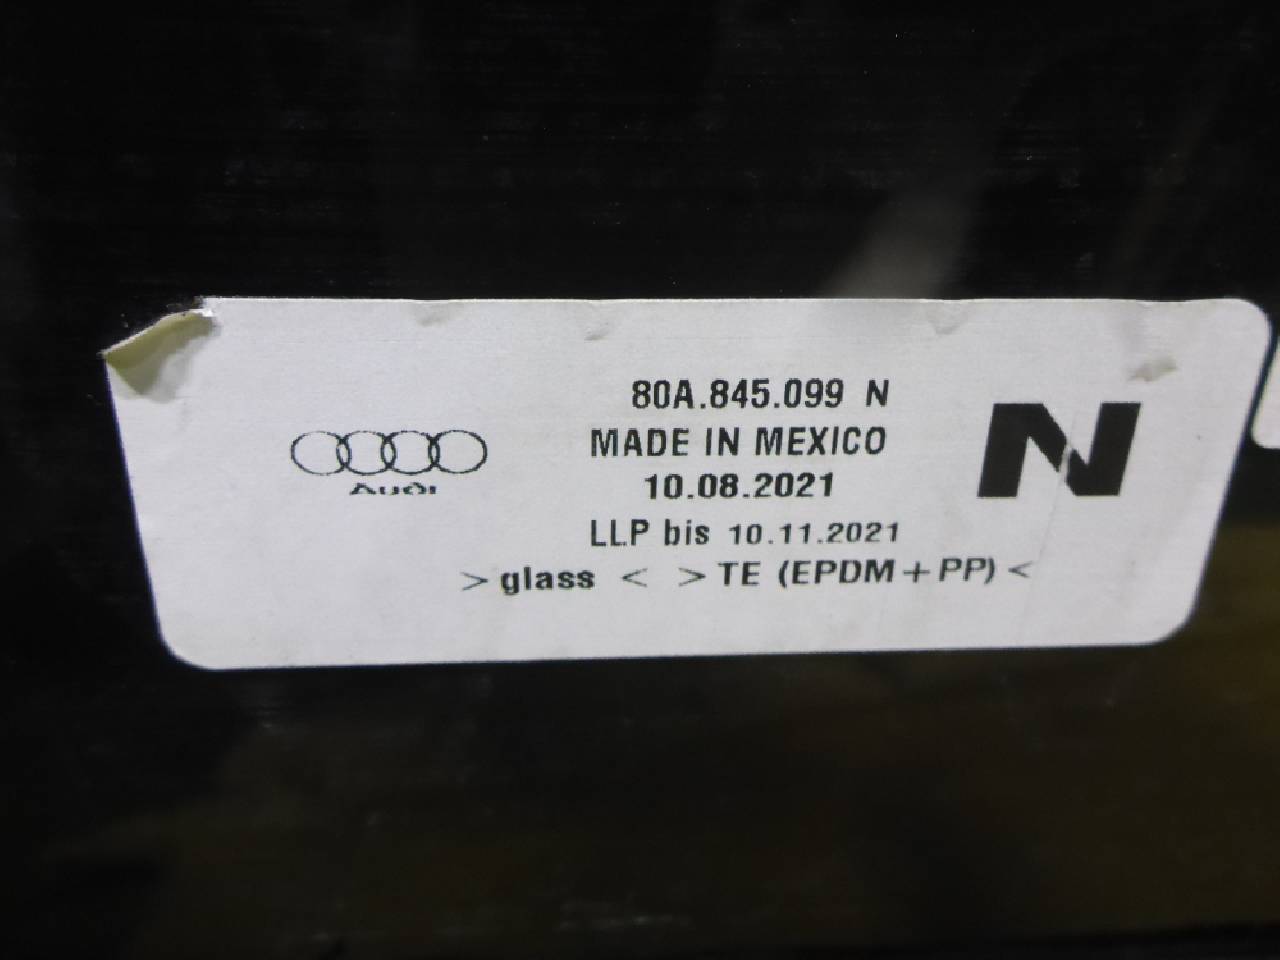 80A.845.099 N
MADE IN MEXICO
Audi
10.08.2021
N
LLP bis 10.11.2021
>glass < >TE (EPDM+PP)<